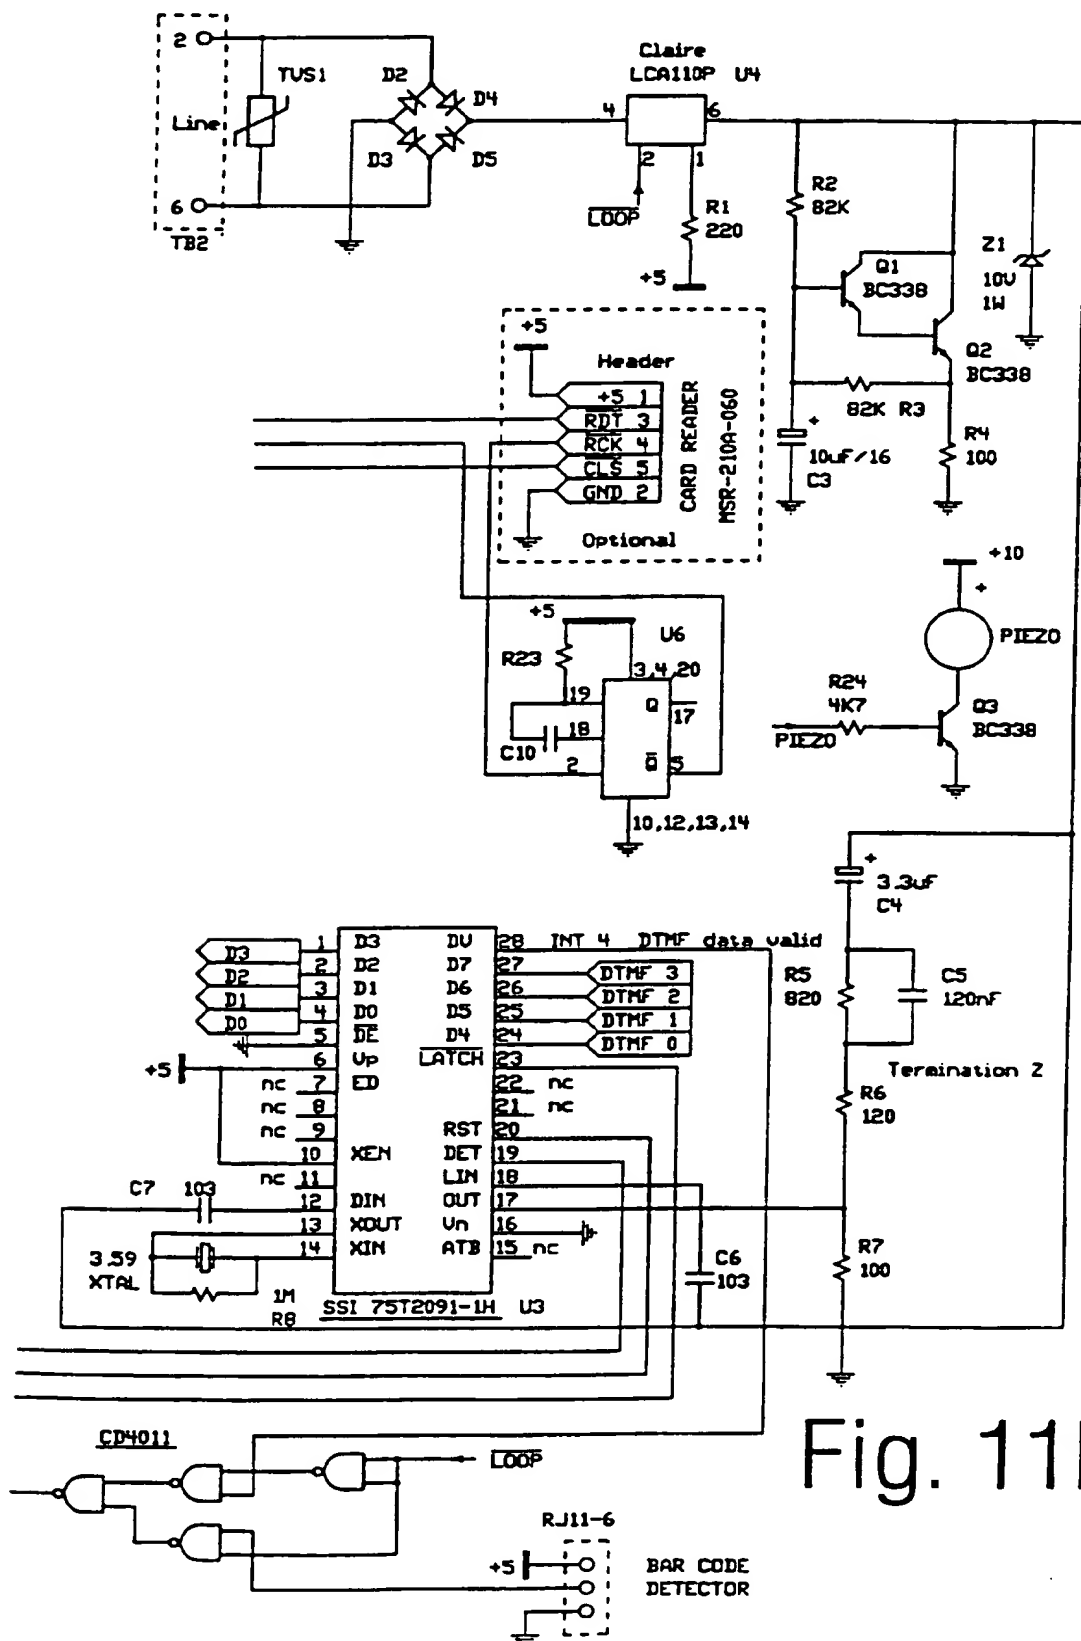 2
TVS1
Line
6
TB2
D2
D4
D3
D5
Claire
LCA110P U4
4
6
2
1
LOOP
R1
220
+5
R2
82K
Q1
BC338
Z1
10V
1W
Q2
BC338
82K R3
10uF/16
C3
R4
100
+5
Header
+5 1
RDT 3
RCK 4
CLS 5
GND 2
CARD READER
MSR-210A-060
Optional
+10
+
PIEZO
R24
4K7
PIEZO
Q3
BC338
+5
U6
R23
3,4,20
19
Q
17
18
C10
2
Q
5
10,12,13,14
+
3.3uF
C4
R5
820
C5
120nF
Termination Z
R6
120
R7
100
D3
D2
D1
D0
1 D3 DV 28 INT 4 DTMF data valid
2 D2 D7 27 DTMF 3
3 D1 D6 26 DTMF 2
4 D0 D5 25 DTMF 1
5 DE D4 24 DTMF 0
+5 6 Vp LATCH 23
nc 7 ED 22 nc
nc 8 21 nc
nc 9 RST 20
10 XEN DET 19
nc 11 LIN 18
C7 103 12 DIN OUT 17
13 XOUT Vn 16
14 XIN ATB 15 nc
3.59
XTAL
1M
R8
SSI 75T2091-1H U3
C6
103
CD4011
LOOP
Fig. 11
RJ11-6
+5
BAR CODE
DETECTOR